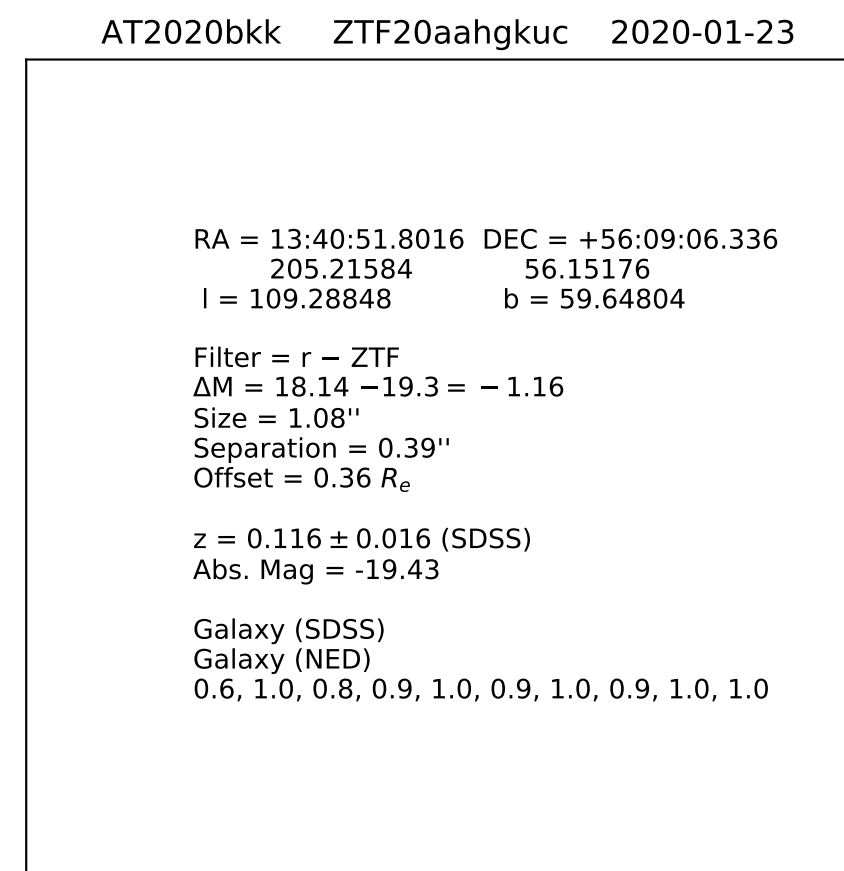 AT2020bkk ZTF20aahgkuc 2020-01-23
RA = 13:40:51.8016 DEC = +56:09:06.336
205.21584 56.15176
l = 109.28848 b = 59.64804
Filter = r − ZTF
ΔM = 18.14 −19.3 = − 1.16
Size = 1.08''
Separation = 0.39''
Offset = 0.36 Re
z = 0.116 ± 0.016 (SDSS)
Abs. Mag = -19.43
Galaxy (SDSS)
Galaxy (NED)
0.6, 1.0, 0.8, 0.9, 1.0, 0.9, 1.0, 0.9, 1.0, 1.0